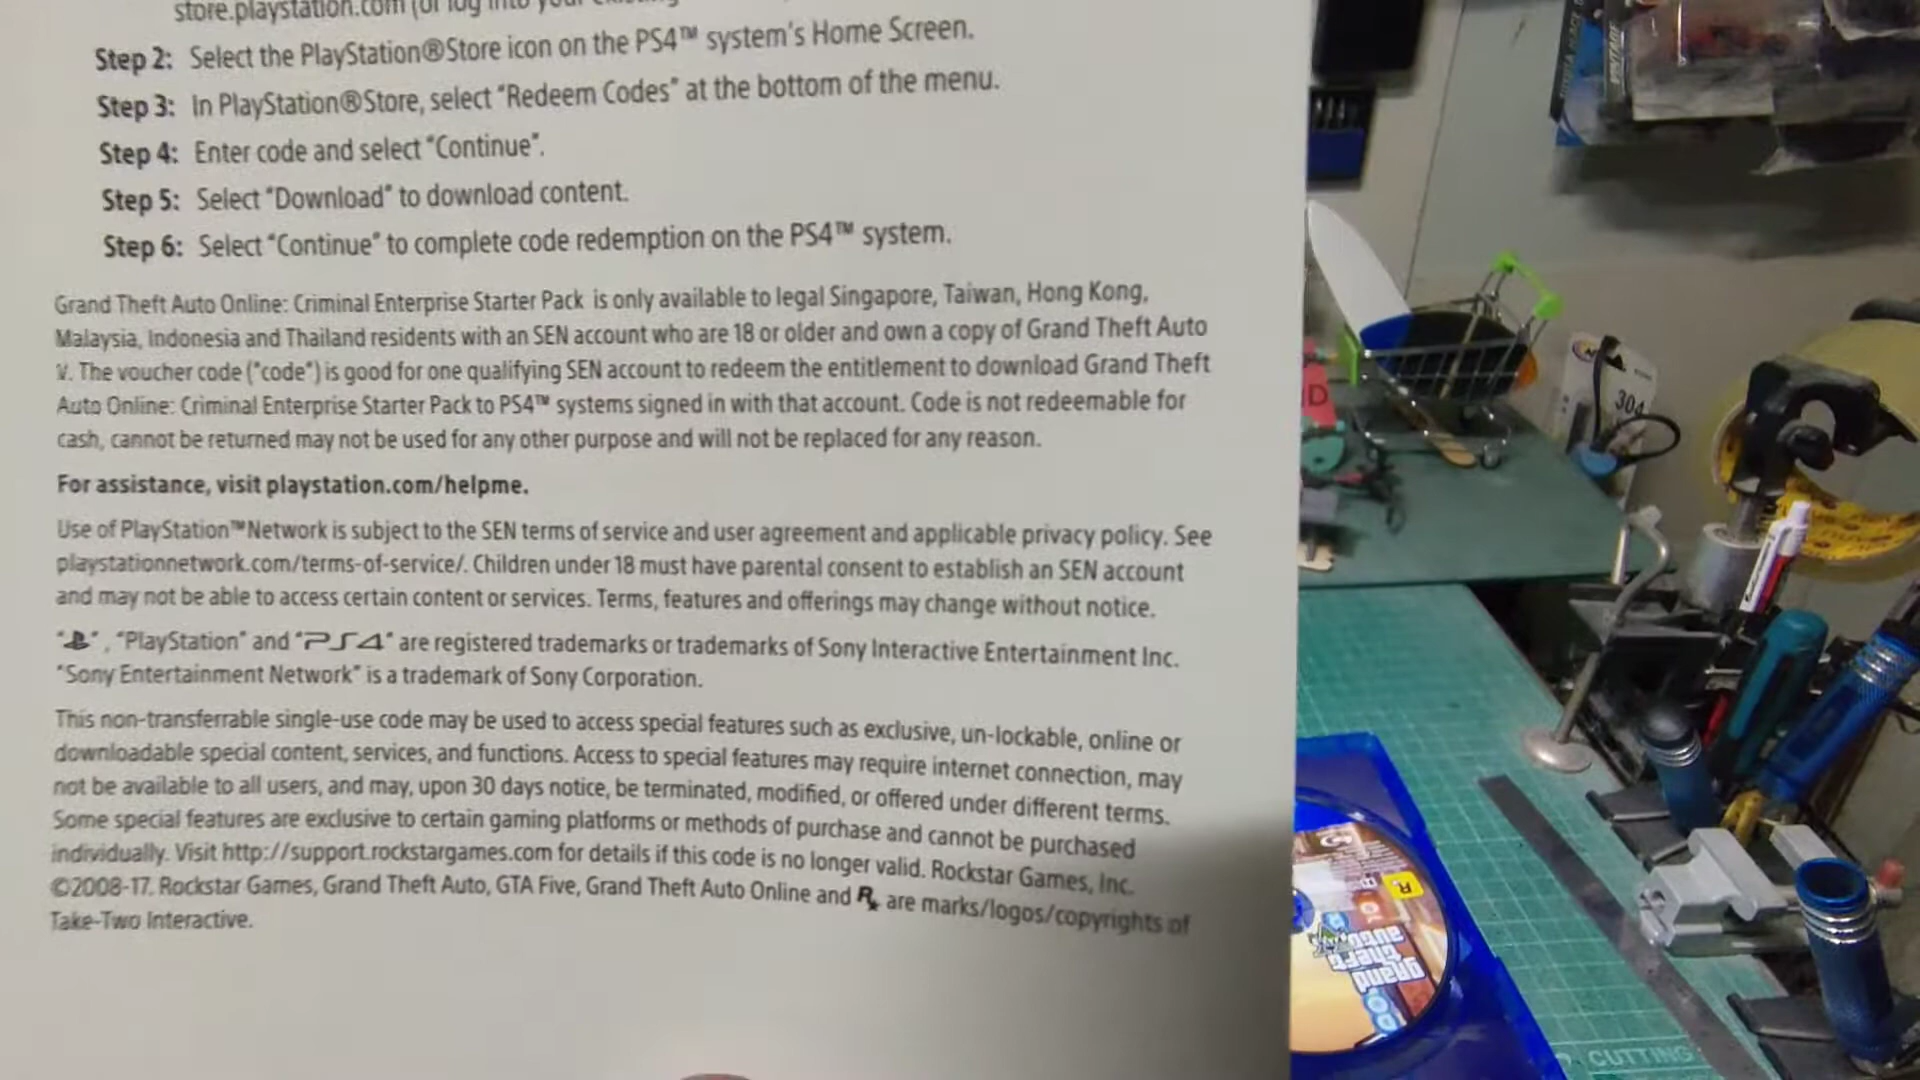 store.playstation.com (or log into your existing
Step 2: Select the PlayStation®Store icon on the PS4™ system's Home Screen.
Step 3: In PlayStation®Store, select "Redeem Codes" at the bottom of the menu.
Step 4: Enter code and select "Continue".
Step 5: Select "Download" to download content.
Step 6: Select "Continue" to complete code redemption on the PS4™ system.
Grand Theft Auto Online: Criminal Enterprise Starter Pack is only available to legal Singapore, Taiwan, Hong Kong,
Malaysia, Indonesia and Thailand residents with an SEN account who are 18 or older and own a copy of Grand Theft Auto
V. The voucher code ("code") is good for one qualifying SEN account to redeem the entitlement to download Grand Theft
Auto Online: Criminal Enterprise Starter Pack to PS4™ systems signed in with that account. Code is not redeemable for
cash, cannot be returned may not be used for any other purpose and will not be replaced for any reason.
For assistance, visit playstation.com/helpme.
Use of PlayStation™Network is subject to the SEN terms of service and user agreement and applicable privacy policy. See
playstationnetwork.com/terms-of-service/. Children under 18 must have parental consent to establish an SEN account
and may not be able to access certain content or services. Terms, features and offerings may change without notice.
" ", "PlayStation" and "PS4" are registered trademarks or trademarks of Sony Interactive Entertainment Inc.
"Sony Entertainment Network" is a trademark of Sony Corporation.
This non-transferrable single-use code may be used to access special features such as exclusive, un-lockable, online or
downloadable special content, services, and functions. Access to special features may require internet connection, may
not be available to all users, and may, upon 30 days notice, be terminated, modified, or offered under different terms.
Some special features are exclusive to certain gaming platforms or methods of purchase and cannot be purchased
individually. Visit http://support.rockstargames.com for details if this code is no longer valid. Rockstar Games, Inc.
©2008-17. Rockstar Games, Grand Theft Auto, GTA Five, Grand Theft Auto Online and R★ are marks/logos/copyrights of
Take-Two Interactive.
304
grand
theft
auto
R
CUTTING